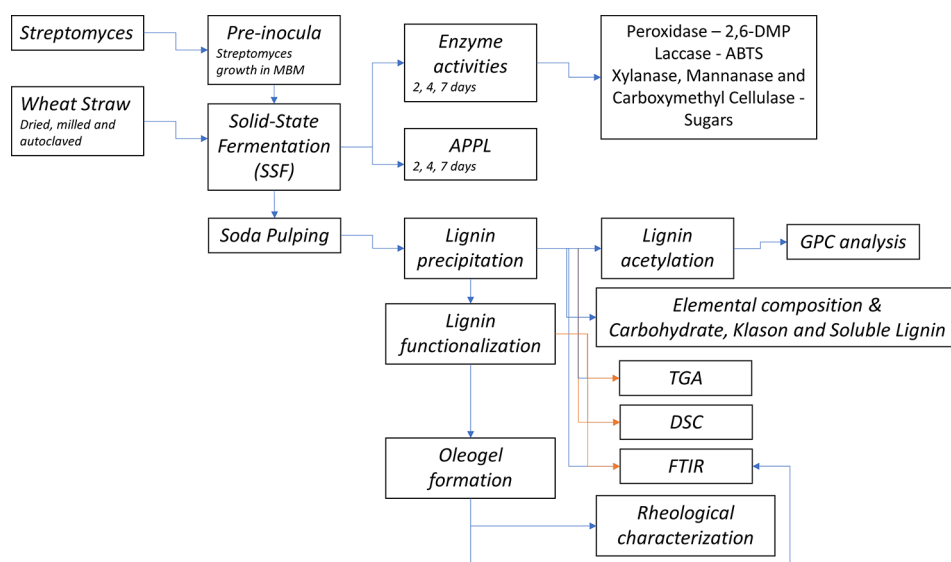 Streptomyces
Pre-inocula
Streptomyces
growth in MBM
Enzyme
activities
2, 4, 7 days
Peroxidase – 2,6-DMP
Laccase - ABTS
Xylanase, Mannanase and
Carboxymethyl Cellulase -
Sugars
Wheat Straw
Dried, milled and
autoclaved
Solid-State
Fermentation
(SSF)
APPL
2, 4, 7 days
Soda Pulping
Lignin
precipitation
Lignin
acetylation
GPC analysis
Elemental composition &
Carbohydrate, Klason and Soluble Lignin
Lignin
functionalization
TGA
DSC
Oleogel
formation
FTIR
Rheological
characterization